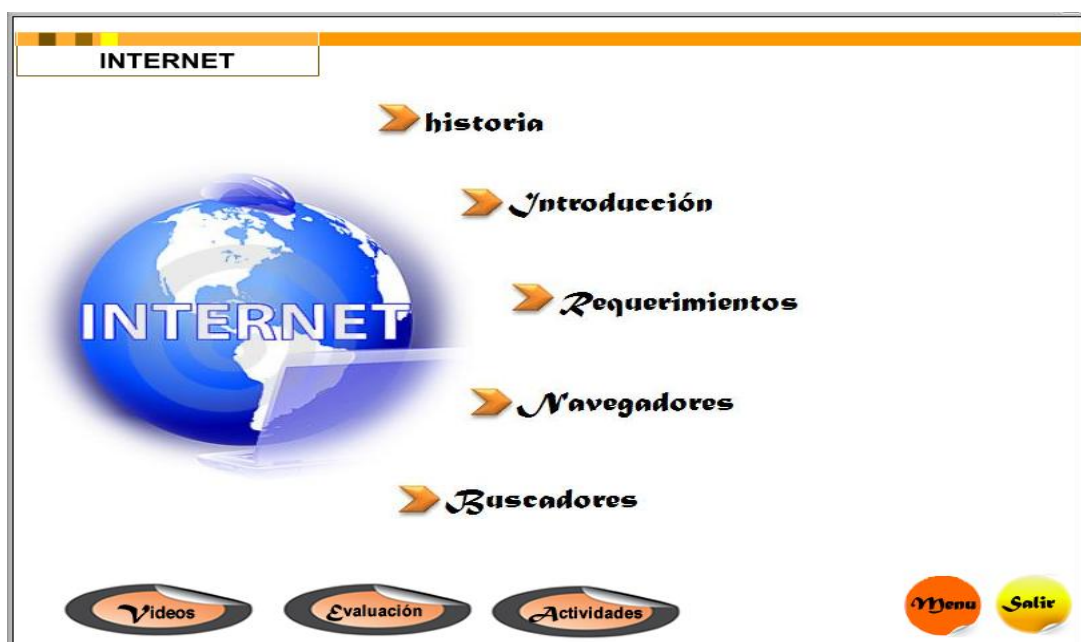 INTERNET
historia
Introducción
Requerimientos
INTERNET
Navegadores
Buscadores
Videos
Evaluación
Actividades
Menu
Salir